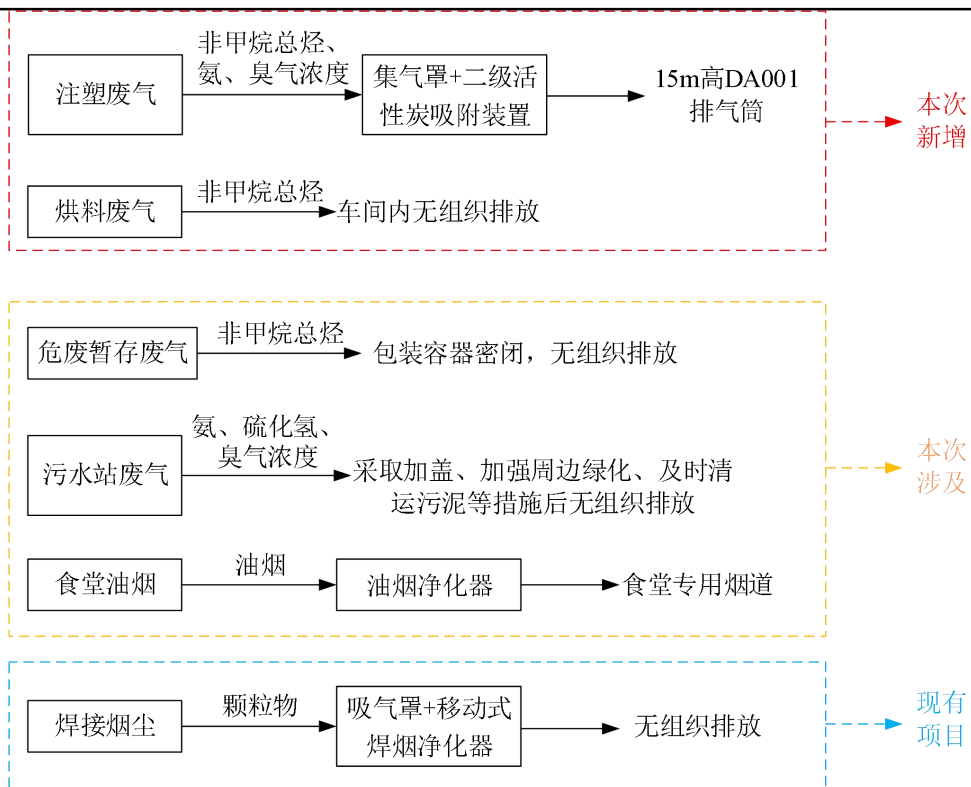 非甲烷总烃、
氨、臭气浓度
注塑废气
集气罩+二级活
性炭吸附装置
15m高DA001
排气筒
本次
新增
非甲烷总烃
烘料废气
车间内无组织排放
非甲烷总烃
危废暂存废气
包装容器密闭，无组织排放
氨、硫化氢、
臭气浓度
污水站废气
采取加盖、加强周边绿化、及时清
运污泥等措施后无组织排放
本次
涉及
油烟
食堂油烟
油烟净化器
食堂专用烟道
颗粒物
焊接烟尘
吸气罩+移动式
焊烟净化器
无组织排放
现有
项目